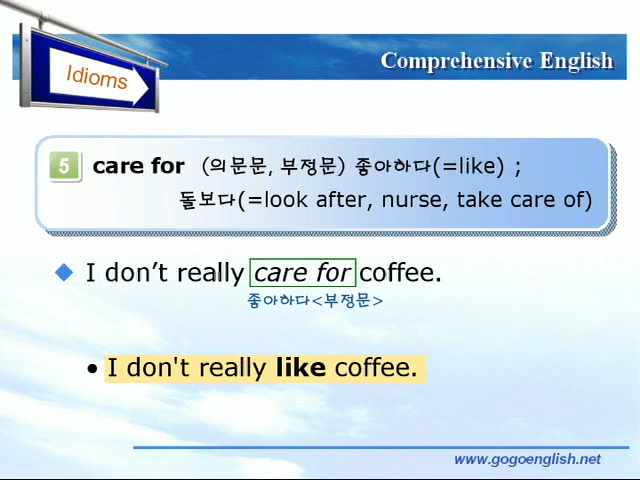 Idioms
Comprehensive English
5 care for (의문문, 부정문) 좋아하다(=like) ;
돌보다(=look after, nurse, take care of)
I don’t really care for coffee.
좋아하다<부정문>
• I don't really like coffee.
www.gogoenglish.net